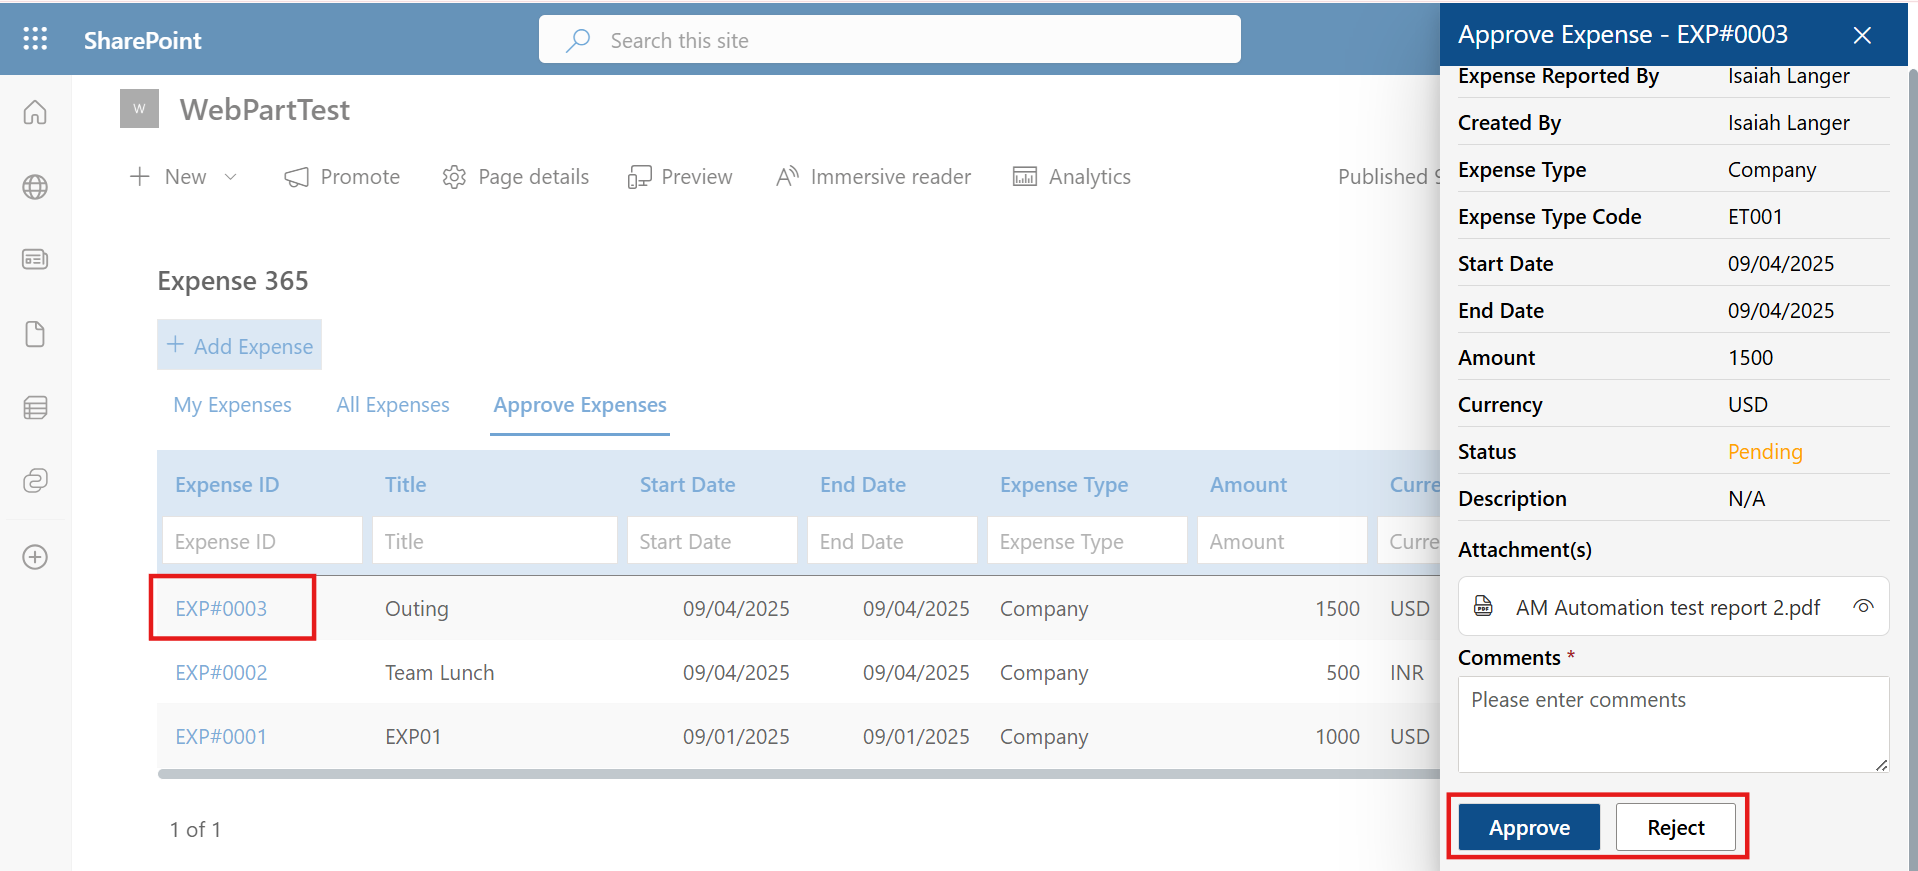 SharePoint
Search this site
W
WebPartTest
New
Promote
Page details
Preview
Immersive reader
Analytics
Published
Expense 365
+ Add Expense
My Expenses
All Expenses
Approve Expenses
Expense ID Title Start Date End Date Expense Type Amount Curre
Expense ID Title Start Date End Date Expense Type Amount Curre
EXP#0003 Outing 09/04/2025 09/04/2025 Company 1500 USD
EXP#0002 Team Lunch 09/04/2025 09/04/2025 Company 500 INR
EXP#0001 EXP01 09/01/2025 09/01/2025 Company 1000 USD
1 of 1
Approve Expense - EXP#0003
Expense Reported By Isaiah Langer
Created By Isaiah Langer
Expense Type Company
Expense Type Code ET001
Start Date 09/04/2025
End Date 09/04/2025
Amount 1500
Currency USD
Status Pending
Description N/A
Attachment(s)
PDF AM Automation test report 2.pdf
Comments *
Please enter comments
Approve
Reject